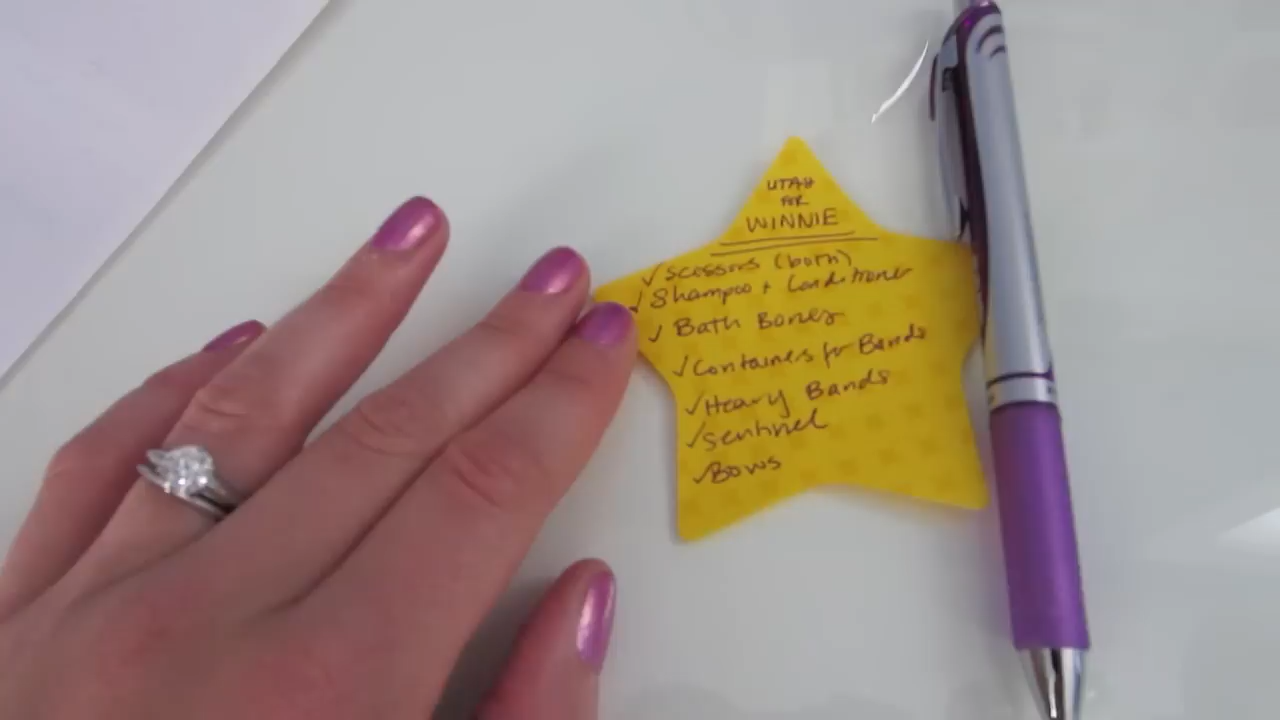 UTAH
FOR
WINNIE
✓ Scissors (both)
✓ Shampoo + Conditioner
✓ Bath Bones
✓ Containers for Bands
✓ Heavy Bands
✓ Sentinel
✓ Bows